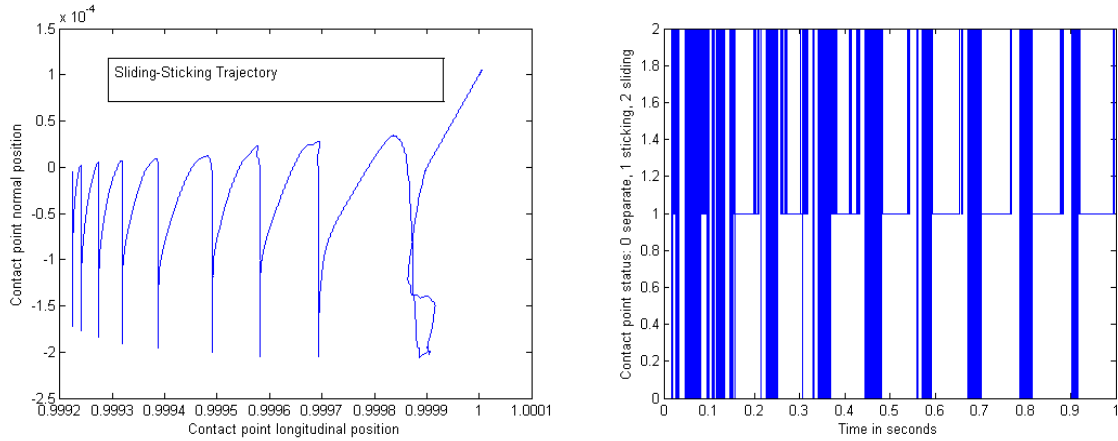 x 10^-4
1.5
Sliding-Sticking Trajectory
1
0.5
0
-0.5
-1
-1.5
-2
-2.5
Contact point normal position
0.9992 0.9993 0.9994 0.9995 0.9996 0.9997 0.9998 0.9999 1 1.0001
Contact point longitudinal position
2
1.8
1.6
1.4
1.2
1
0.8
0.6
0.4
0.2
0
Contact point status: 0 separate, 1 sticking, 2 sliding
0 0.1 0.2 0.3 0.4 0.5 0.6 0.7 0.8 0.9 1
Time in seconds